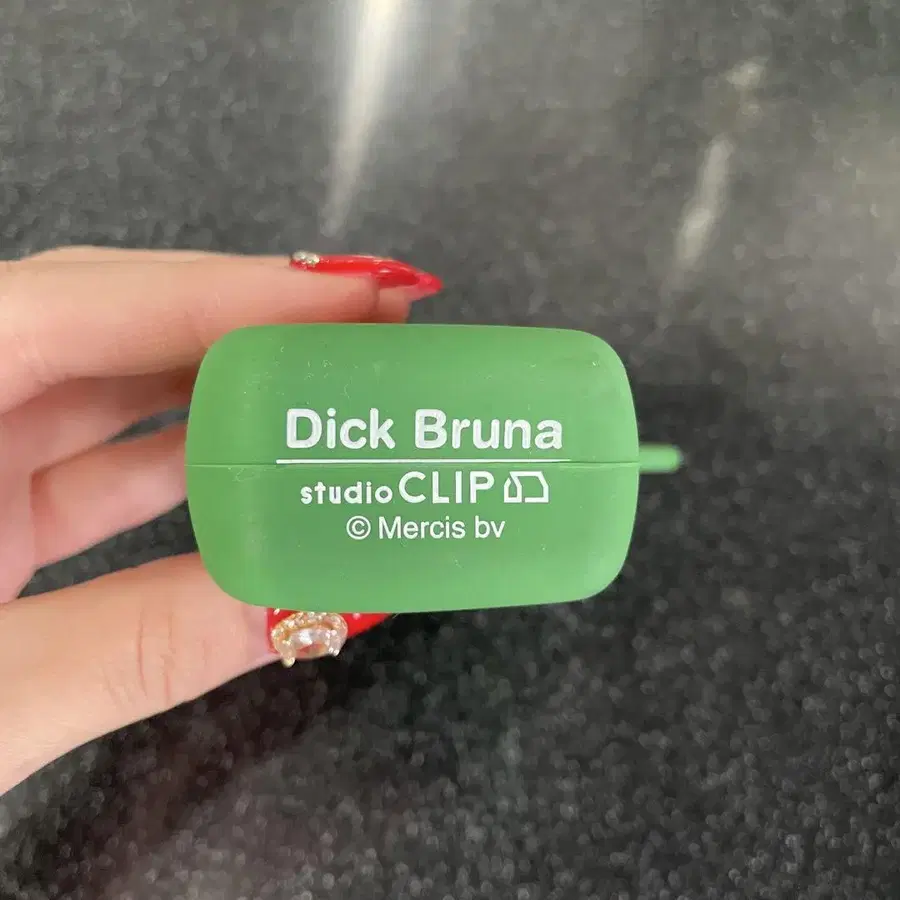 Dick Bruna
studio CLIP
© Mercis bv